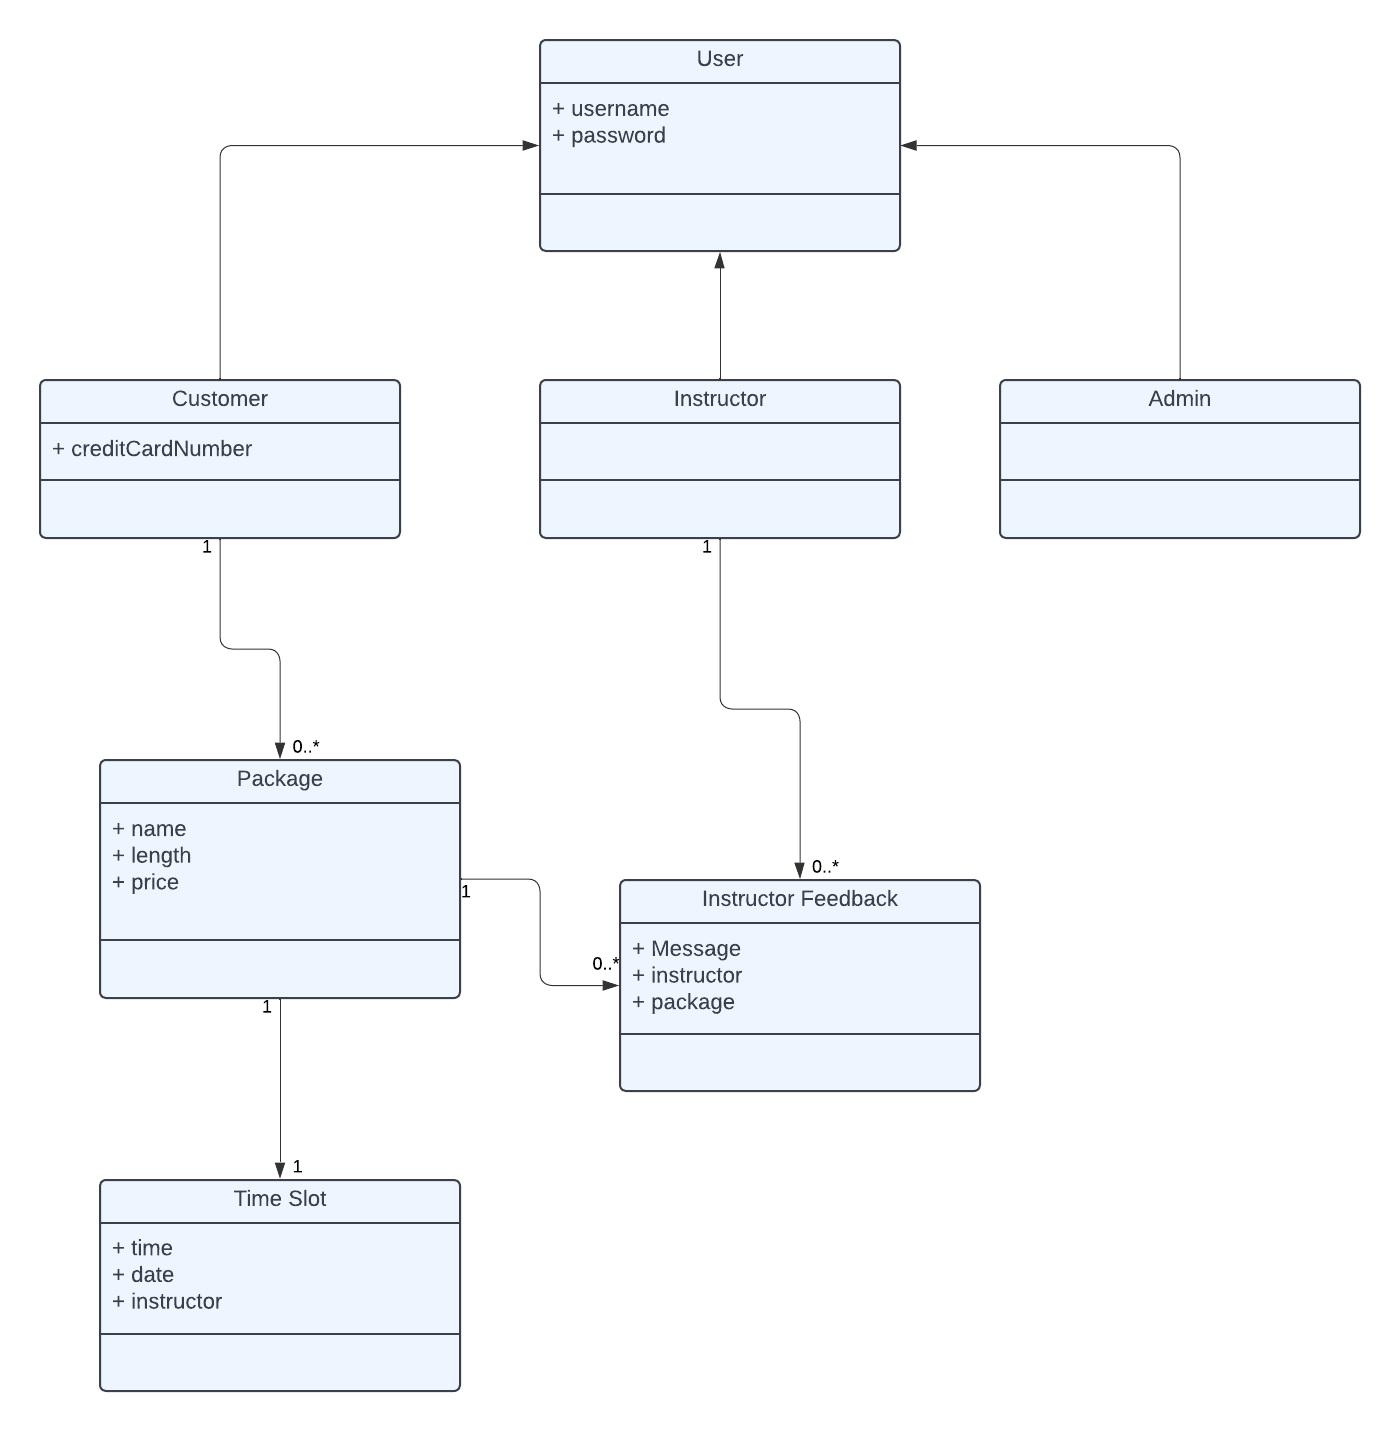 User
+ username
+ password
Customer
+ creditCardNumber
Instructor
Admin
1
1
0..*
Package
+ name
+ length
+ price
1
0..*
Instructor Feedback
0..*
+ Message
+ instructor
+ package
1
1
Time Slot
+ time
+ date
+ instructor